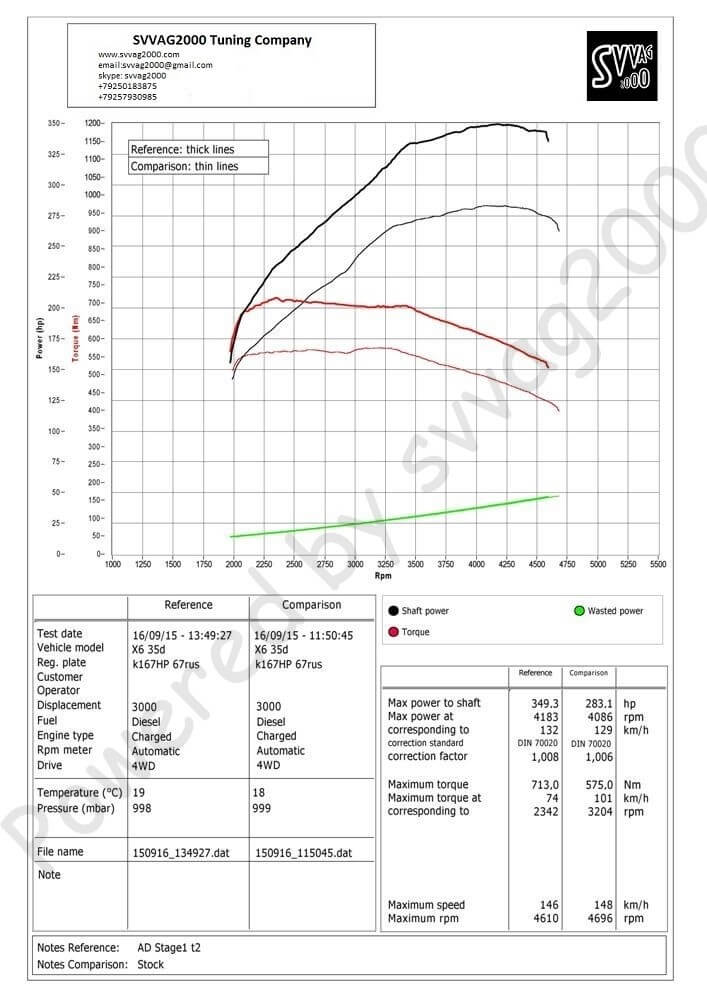 SVVAG2000 Tuning Company
www.svvag2000.com
email:svvag2000@gmail.com
skype: svvag2000
+79250183875
+79257930985
SVVAG
2000
Reference: thick lines
Comparison: thin lines
Power (hp)
350
325
300
275
250
225
200
175
150
125
100
75
50
25
0
Torque (Nm)
1200
1150
1100
1050
1000
950
900
850
800
750
700
650
600
550
500
450
400
350
300
250
200
150
100
50
0
1000 1250 1500 1750 2000 2250 2500 2750 3000 3250 3500 3750 4000 4250 4500 4750 5000 5250 5500
Rpm
Reference Comparison
Test date 16/09/15 - 13:49:27 16/09/15 - 11:50:45
Vehicle model X6 35d X6 35d
Reg. plate k167HP 67rus k167HP 67rus
Customer
Operator
Displacement 3000 3000
Fuel Diesel Diesel
Engine type Charged Charged
Rpm meter Automatic Automatic
Drive 4WD 4WD
Temperature (°C) 19 18
Pressure (mbar) 998 999
File name 150916_134927.dat 150916_115045.dat
Note
Shaft power Wasted power
Torque
Reference Comparison
Max power to shaft 349.3 283.1 hp
Max power at 4183 4086 rpm
corresponding to 132 129 km/h
correction standard DIN 70020 DIN 70020
correction factor 1,008 1,006
Maximum torque 713,0 575,0 Nm
Maximum torque at 74 101 km/h
corresponding to 2342 3204 rpm
Maximum speed 146 148 km/h
Maximum rpm 4610 4696 rpm
Notes Reference: AD Stage1 t2
Notes Comparison: Stock
Powered by svvag2000